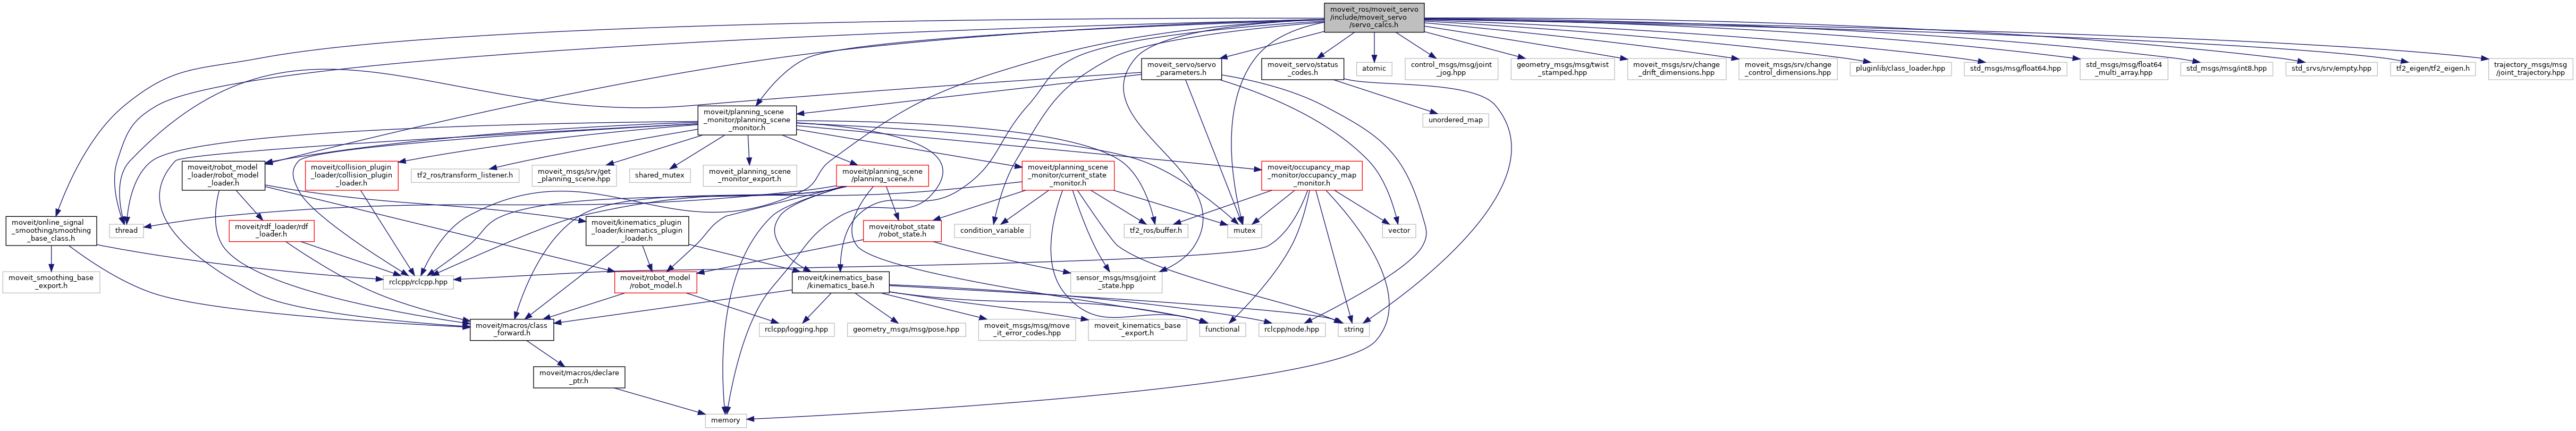 moveit_ros/moveit_servo
/include/moveit_servo
/servo_calcs.h
moveit_servo/servo
_parameters.h
moveit_servo/status
_codes.h
atomic
control_msgs/msg/joint
_jog.hpp
geometry_msgs/msg/twist
_stamped.hpp
moveit_msgs/srv/change
_drift_dimensions.hpp
moveit_msgs/srv/change
_control_dimensions.hpp
pluginlib/class_loader.hpp
std_msgs/msg/float64.hpp
std_msgs/msg/float64
_multi_array.hpp
std_msgs/msg/int8.hpp
std_srvs/srv/empty.hpp
tf2_eigen/tf2_eigen.h
trajectory_msgs/msg
/joint_trajectory.hpp
moveit/planning_scene
_monitor/planning_scene
_monitor.h
unordered_map
moveit/robot_model
_loader/robot_model
_loader.h
moveit/collision_plugin
_loader/collision_plugin
_loader.h
tf2_ros/transform_listener.h
moveit_msgs/srv/get
_planning_scene.hpp
shared_mutex
moveit_planning_scene
_monitor_export.h
moveit/planning_scene
/planning_scene.h
moveit/planning_scene
_monitor/current_state
_monitor.h
moveit/occupancy_map
_monitor/occupancy_map
_monitor.h
moveit/online_signal
_smoothing/smoothing
_base_class.h
thread
moveit/rdf_loader/rdf
_loader.h
moveit/kinematics_plugin
_loader/kinematics_plugin
_loader.h
moveit/robot_state
/robot_state.h
condition_variable
tf2_ros/buffer.h
mutex
vector
moveit_smoothing_base
_export.h
rclcpp/rclcpp.hpp
moveit/robot_model
/robot_model.h
moveit/kinematics_base
/kinematics_base.h
sensor_msgs/msg/joint
_state.hpp
moveit/macros/class
_forward.h
rclcpp/logging.hpp
geometry_msgs/msg/pose.hpp
moveit_msgs/msg/move
_it_error_codes.hpp
moveit_kinematics_base
_export.h
functional
rclcpp/node.hpp
string
moveit/macros/declare
_ptr.h
memory